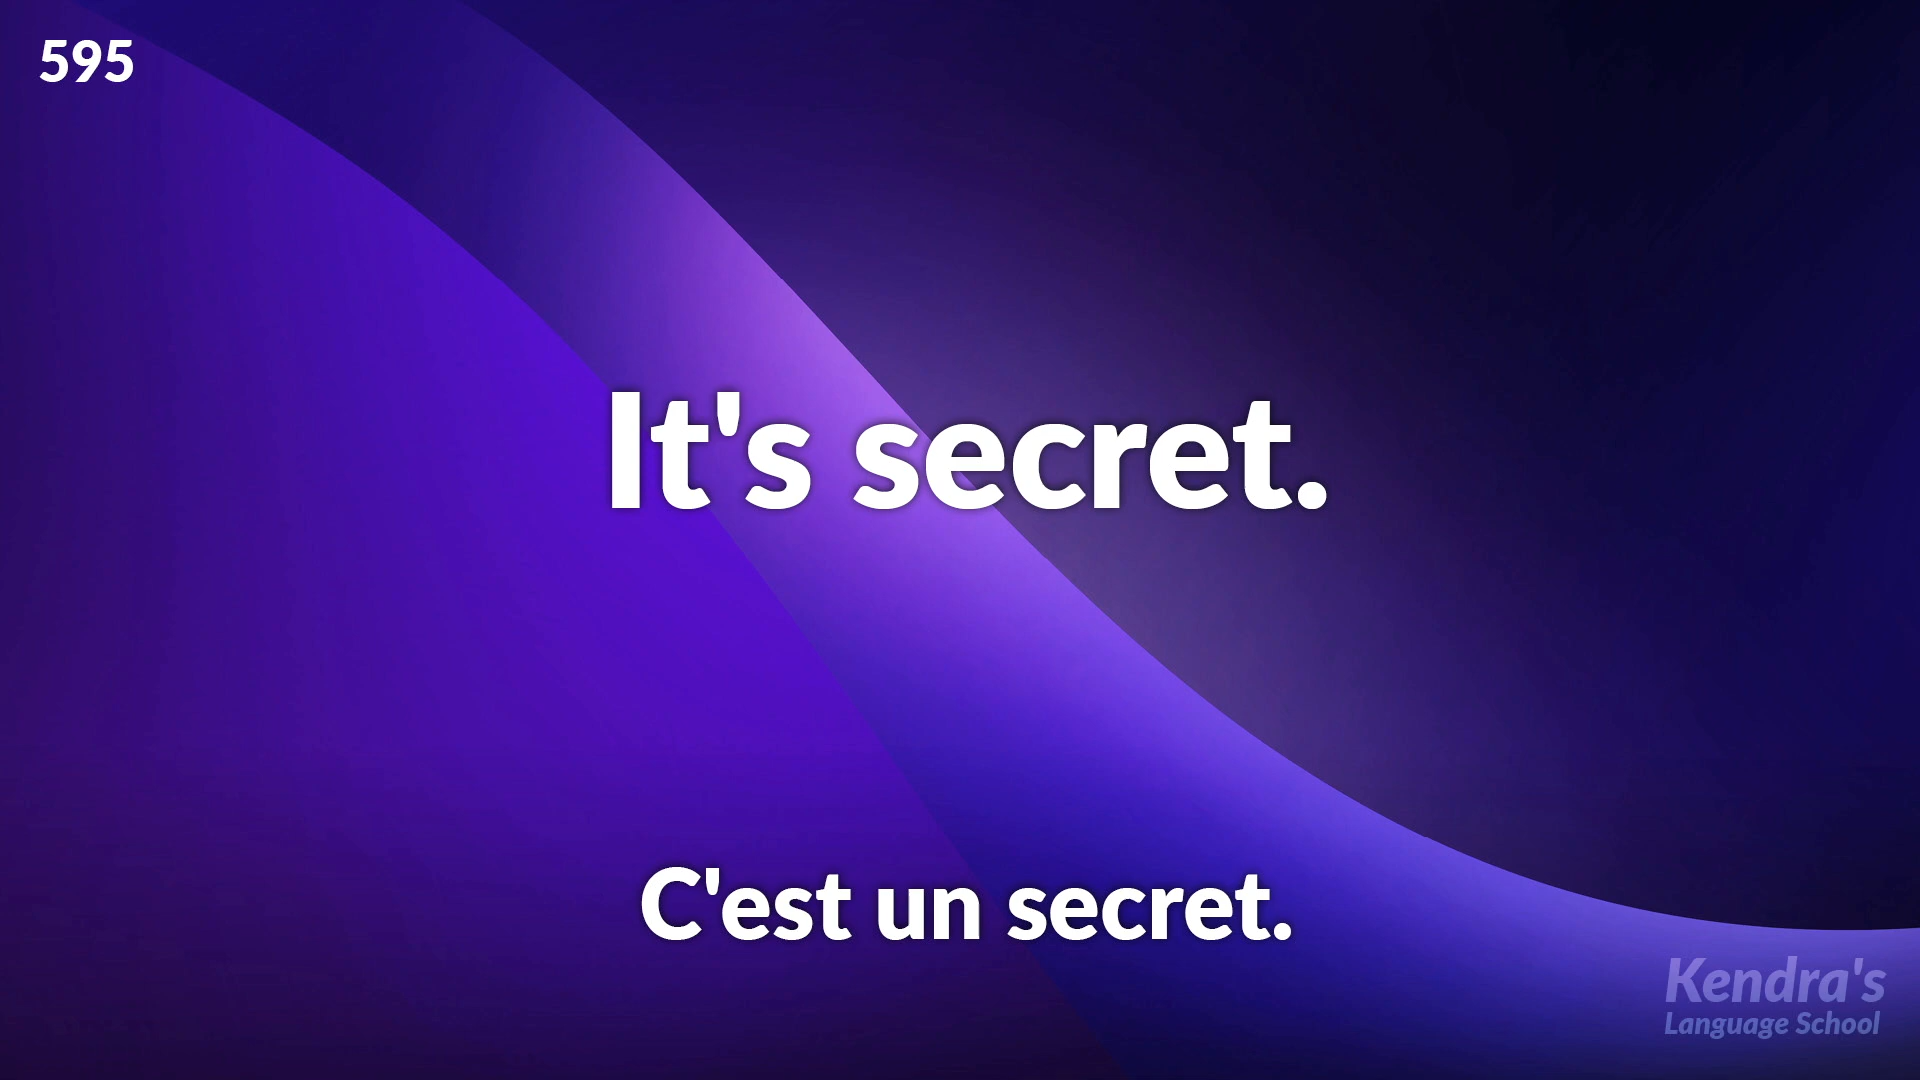 595
It's secret.
C'est un secret.
Kendra's
Language School